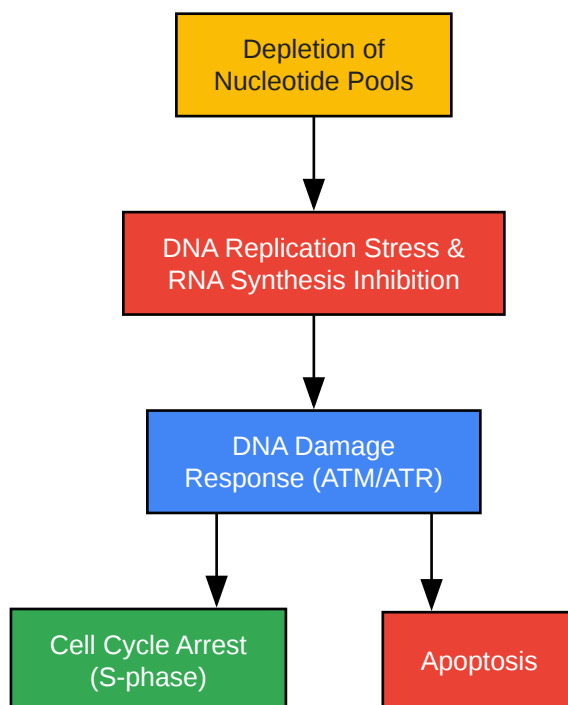 Depletion of
Nucleotide Pools
DNA Replication Stress &
RNA Synthesis Inhibition
DNA Damage
Response (ATM/ATR)
Cell Cycle Arrest
(S-phase)
Apoptosis